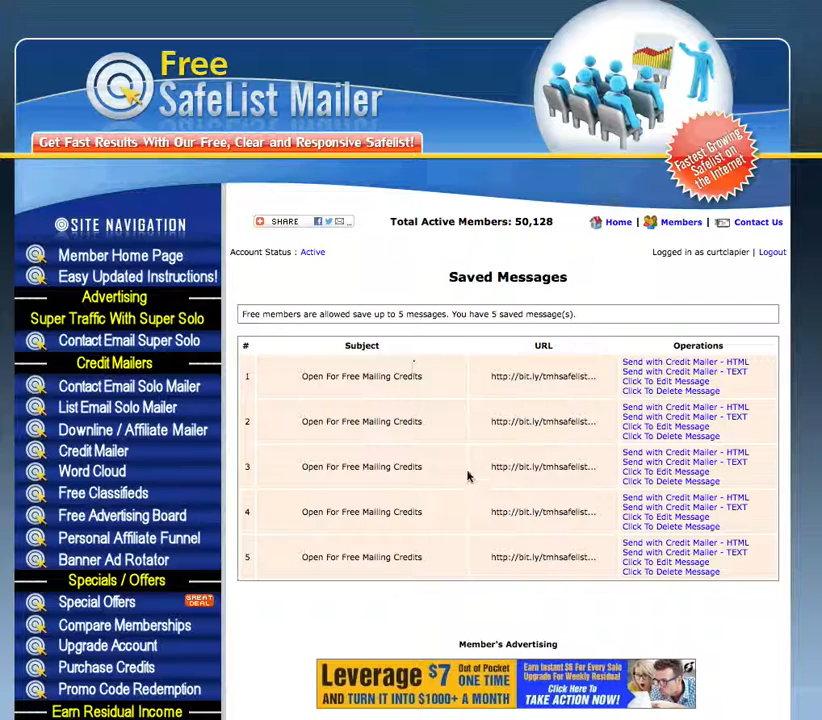 Free
SafeList Mailer
Get Fast Results With Our Free, Clear and Responsive Safelist!
Fastest Growing
Safelist on
the Internet
SITE NAVIGATION
SHARE
Total Active Members: 50,128
Home | Members | Contact Us
Account Status : Active
Logged in as curtclapier | Logout
Member Home Page
Easy Updated Instructions!
Advertising
Super Traffic With Super Solo
Contact Email Super Solo
Credit Mailers
Contact Email Solo Mailer
List Email Solo Mailer
Downline / Affiliate Mailer
Credit Mailer
Word Cloud
Free Classifieds
Free Advertising Board
Personal Affiliate Funnel
Banner Ad Rotator
Specials / Offers
Special Offers
GREAT DEAL
Compare Memberships
Upgrade Account
Purchase Credits
Promo Code Redemption
Earn Residual Income
Saved Messages
Free members are allowed save up to 5 messages. You have 5 saved message(s).
# Subject URL Operations
1 Open For Free Mailing Credits http://bit.ly/tmhsafelist...
Send with Credit Mailer - HTML
Send with Credit Mailer - TEXT
Click To Edit Message
Click To Delete Message
2 Open For Free Mailing Credits http://bit.ly/tmhsafelist...
Send with Credit Mailer - HTML
Send with Credit Mailer - TEXT
Click To Edit Message
Click To Delete Message
3 Open For Free Mailing Credits http://bit.ly/tmhsafelist...
Send with Credit Mailer - HTML
Send with Credit Mailer - TEXT
Click To Edit Message
Click To Delete Message
4 Open For Free Mailing Credits http://bit.ly/tmhsafelist...
Send with Credit Mailer - HTML
Send with Credit Mailer - TEXT
Click To Edit Message
Click To Delete Message
5 Open For Free Mailing Credits http://bit.ly/tmhsafelist...
Send with Credit Mailer - HTML
Send with Credit Mailer - TEXT
Click To Edit Message
Click To Delete Message
Member's Advertising
Leverage $7 Out of Pocket ONE TIME
AND TURN IT INTO $1000+ A MONTH
Earn Instant $6 For Every Solo
Upgrade For Weekly Residual
Click Here To
TAKE ACTION NOW!